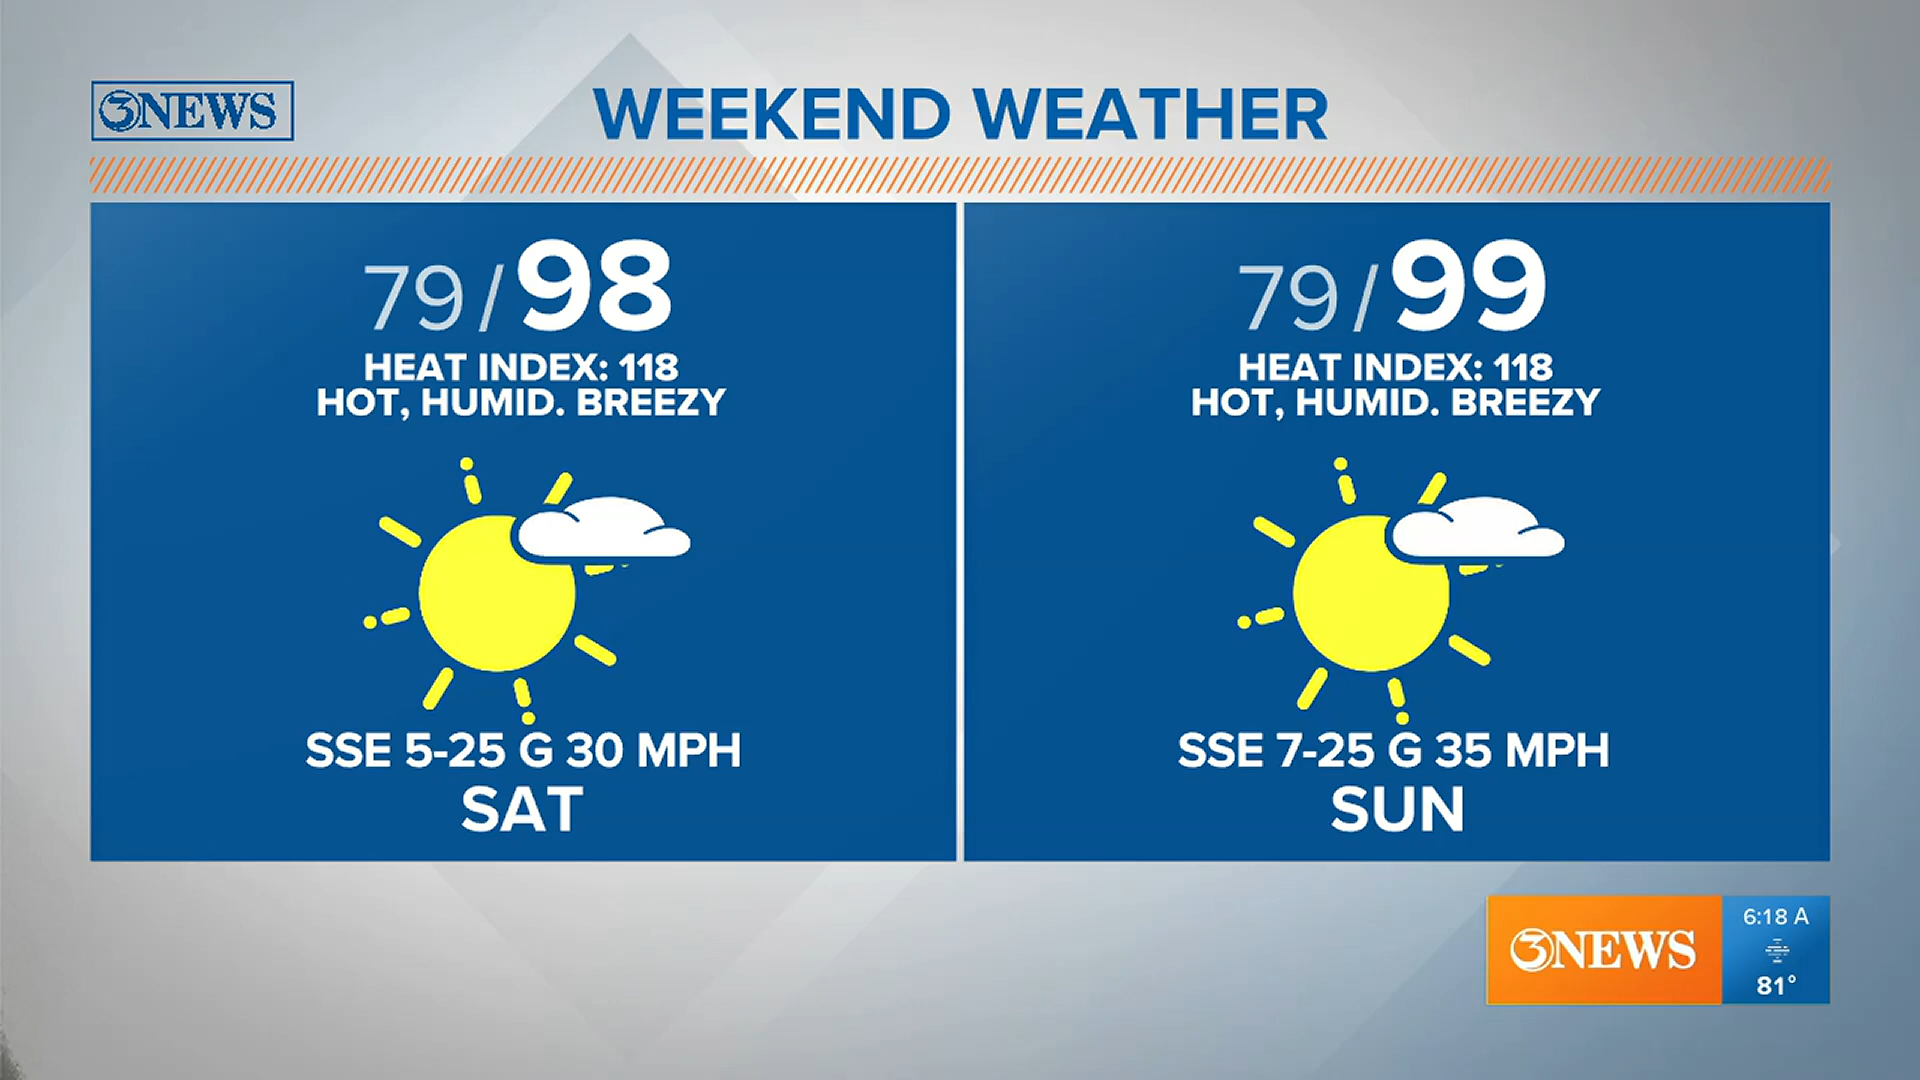 3NEWS
WEEKEND WEATHER
79/98
HEAT INDEX: 118
HOT, HUMID. BREEZY
SSE 5-25 G 30 MPH
SAT
79/99
HEAT INDEX: 118
HOT, HUMID. BREEZY
SSE 7-25 G 35 MPH
SUN
3NEWS
6:18 A
81°